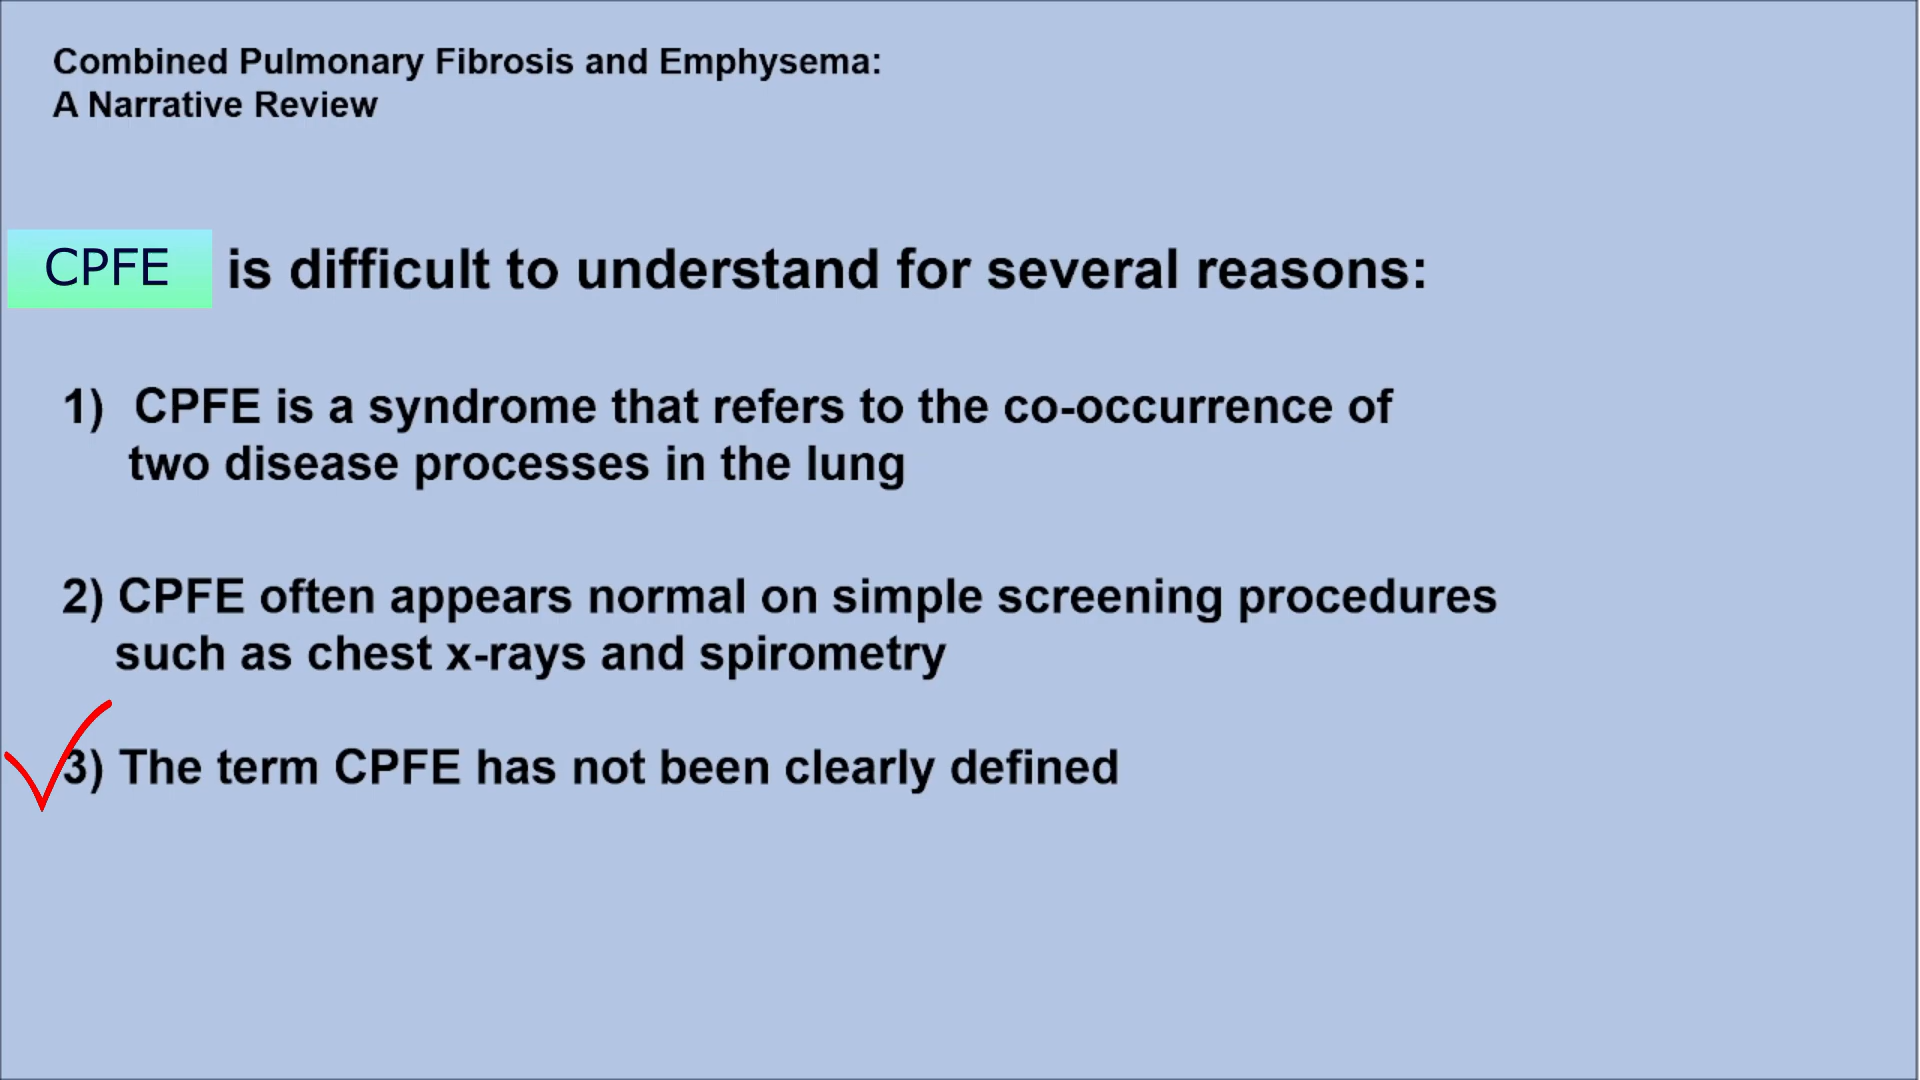 Combined Pulmonary Fibrosis and Emphysema:
A Narrative Review
CPFE is difficult to understand for several reasons:
1) CPFE is a syndrome that refers to the co-occurrence of
two disease processes in the lung
2) CPFE often appears normal on simple screening procedures
such as chest x-rays and spirometry
3) The term CPFE has not been clearly defined